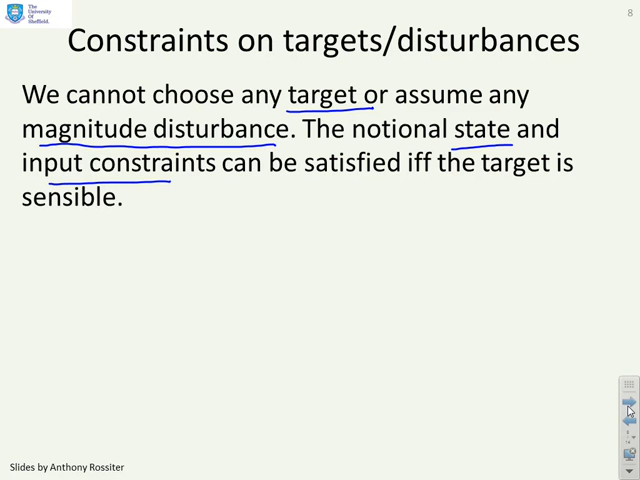 The
University
Of
Sheffield.
8
Constraints on targets/disturbances
We cannot choose any target or assume any
magnitude disturbance. The notional state and
input constraints can be satisfied iff the target is
sensible.
Slides by Anthony Rossiter